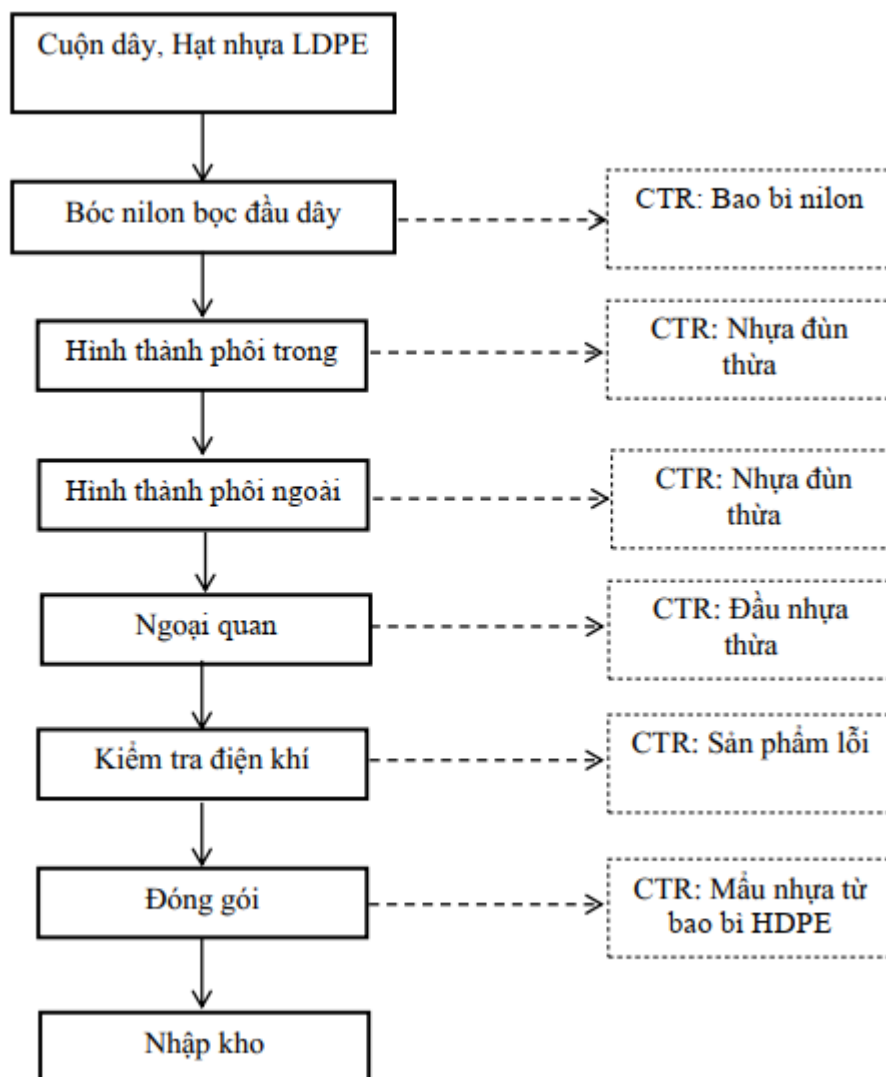 Cuộn dây, Hạt nhựa LDPE
Bóc nilon bọc đầu dây
CTR: Bao bì nilon
Hình thành phôi trong
CTR: Nhựa đùn
thừa
Hình thành phôi ngoài
CTR: Nhựa đùn
thừa
Ngoại quan
CTR: Đầu nhựa
thừa
Kiểm tra điện khí
CTR: Sản phẩm lỗi
Đóng gói
CTR: Mẩu nhựa từ
bao bì HDPE
Nhập kho